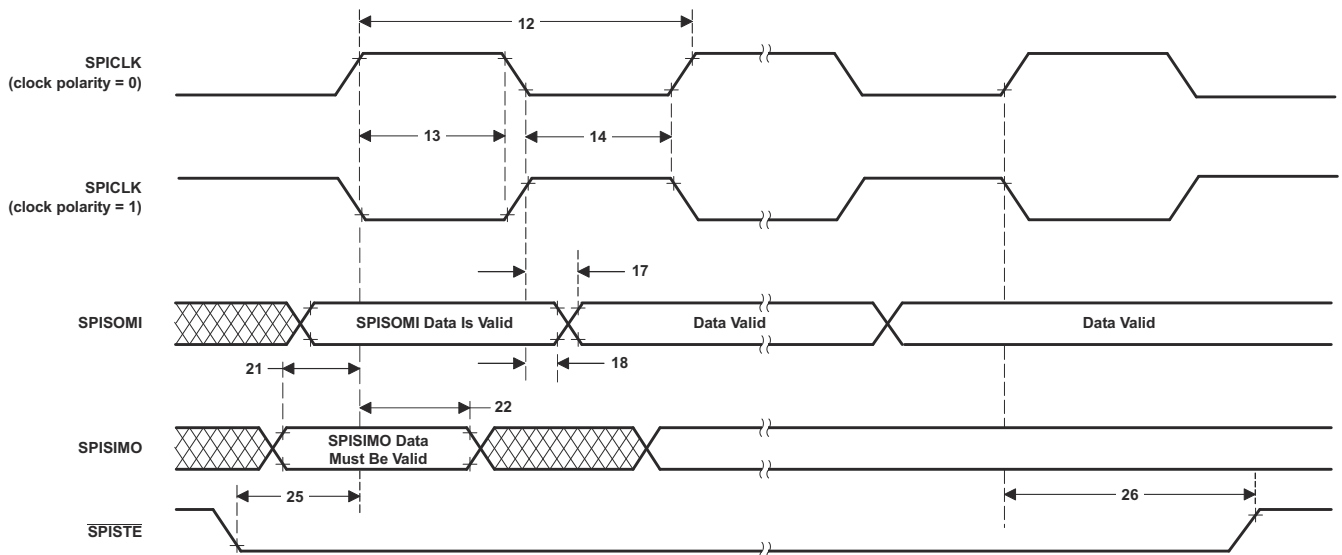 12
SPICLK
(clock polarity = 0)
13
14
SPICLK
(clock polarity = 1)
17
SPISOMI
SPISOMI Data Is Valid
Data Valid
Data Valid
21
18
22
SPISIMO
SPISIMO Data
Must Be Valid
25
26
SPISTE